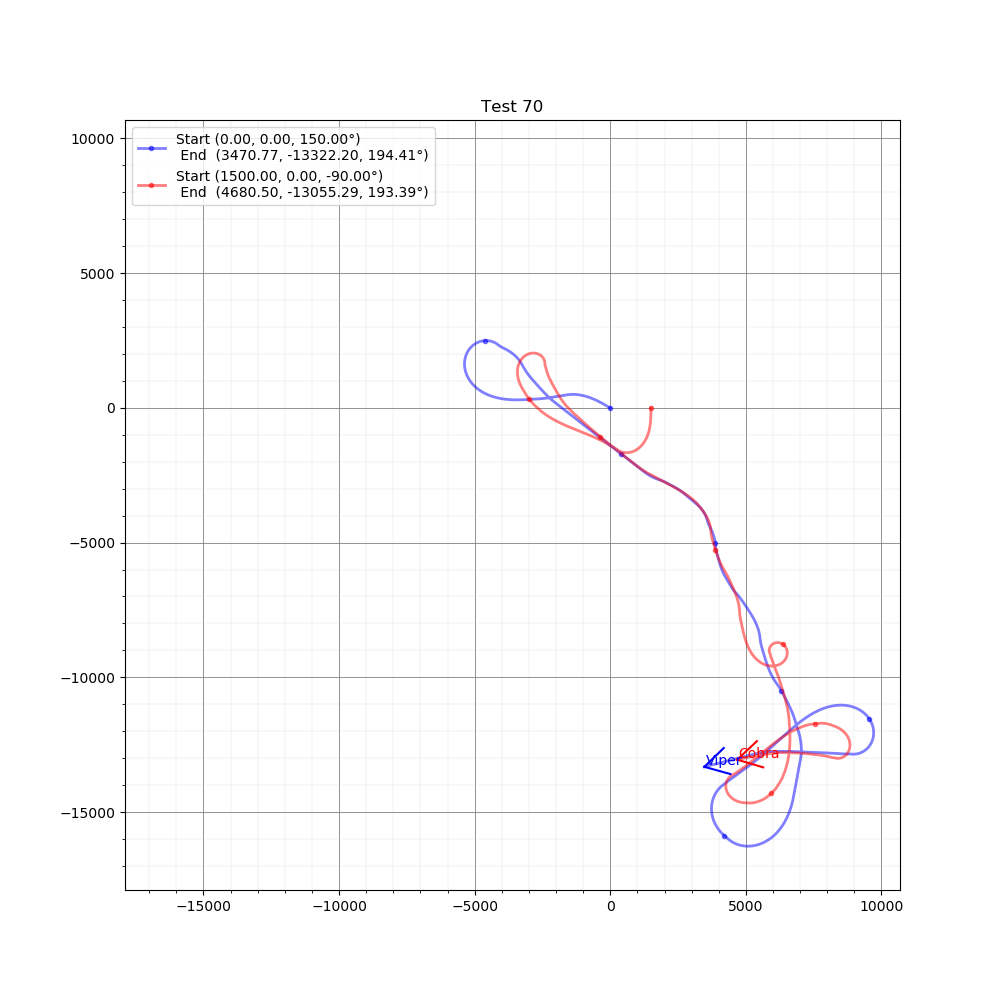 Test 70
Start (0.00, 0.00, 150.00°)
End (3470.77, -13322.20, 194.41°)
Start (1500.00, 0.00, -90.00°)
End (4680.50, -13055.29, 193.39°)
10000
5000
0
−5000
−10000
−15000
Viper
Cobra
−15000 −10000 −5000 0 5000 10000